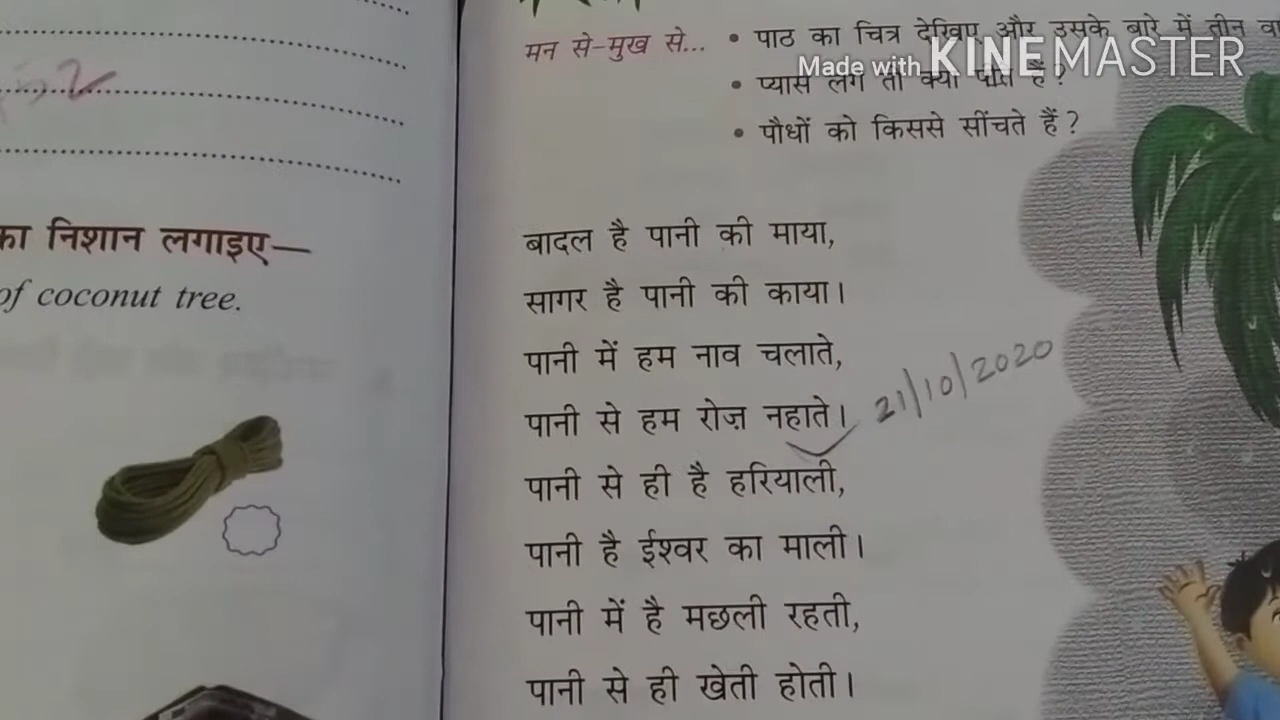 का निशान लगाइए—
of coconut tree.
मन से-मुख से... • पाठ का चित्र देखिए और उसके बारे में तीन
Made with KINEMASTER
• प्यास लगे तो क्या पीते हैं?
• पौधों को किससे सींचते हैं?
बादल है पानी की माया,
सागर है पानी की काया।
पानी में हम नाव चलाते,
पानी से हम रोज़ नहाते।
21/10/2020
पानी से ही है हरियाली,
पानी है ईश्वर का माली।
पानी में है मछली रहती,
पानी से ही खेती होती।